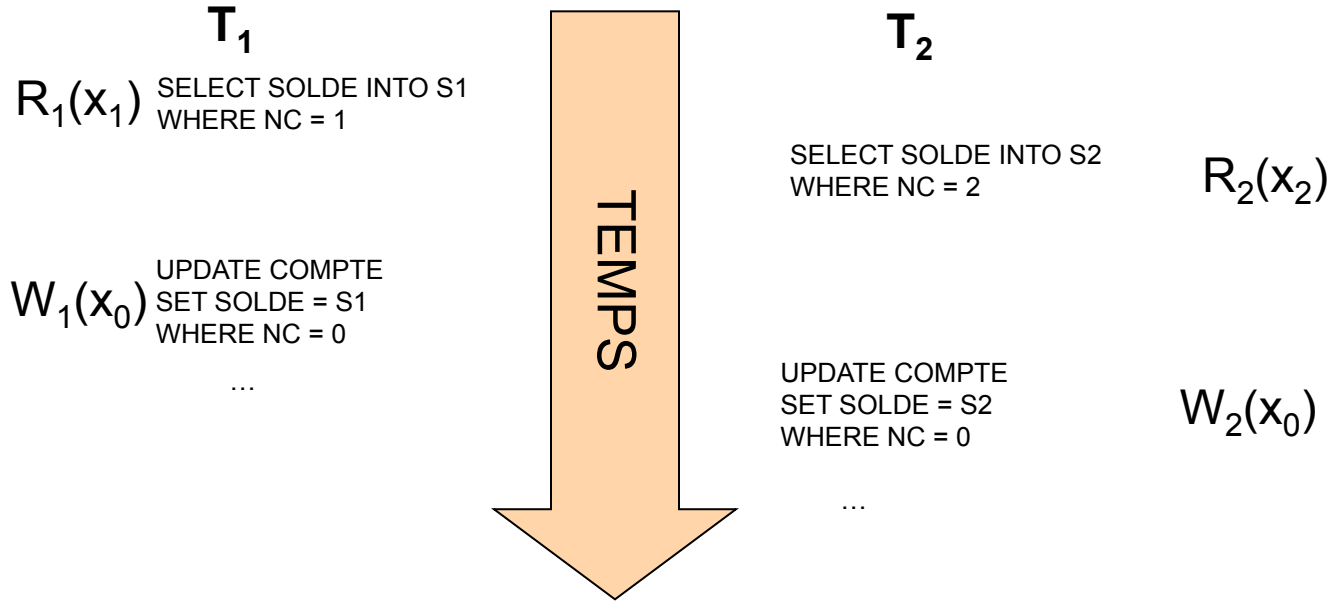 T₁
T₂
R₁(x₁)
SELECT SOLDE INTO S1
WHERE NC = 1
SELECT SOLDE INTO S2
WHERE NC = 2
R₂(x₂)
TEMPS
W₁(x₀)
UPDATE COMPTE
SET SOLDE = S1
WHERE NC = 0
…
UPDATE COMPTE
SET SOLDE = S2
WHERE NC = 0
W₂(x₀)
…